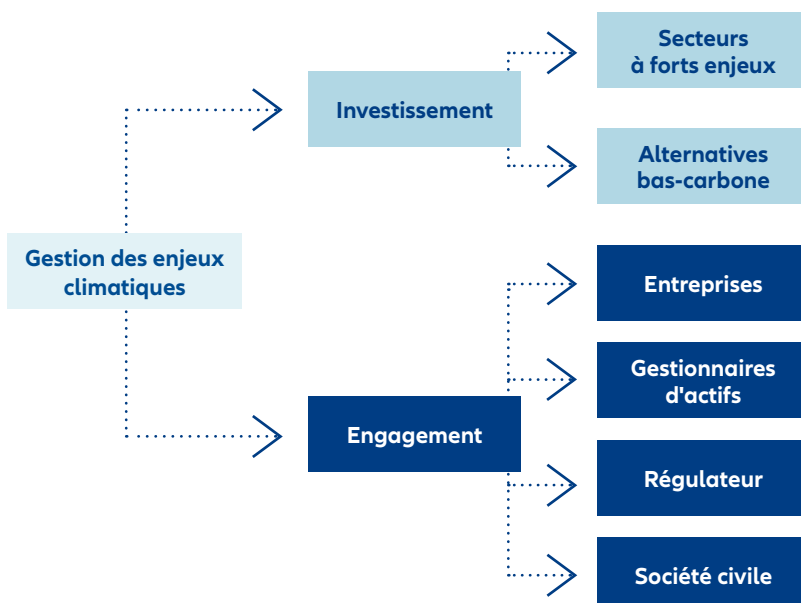 Secteurs
à forts enjeux
Investissement
Alternatives
bas-carbone
Gestion des enjeux
climatiques
Entreprises
Gestionnaires
d'actifs
Engagement
Régulateur
Société civile